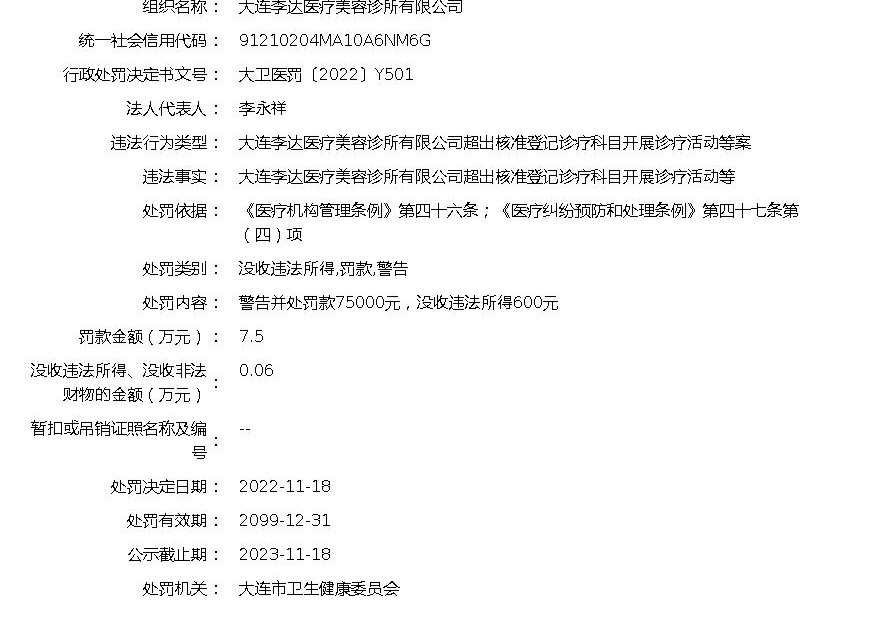 组织名称： 大连李达医疗美容诊所有限公司
统一社会信用代码： 91210204MA10A6NM6G
行政处罚决定书文号： 大卫医罚〔2022〕Y501
法人代表人： 李永祥
违法行为类型： 大连李达医疗美容诊所有限公司超出核准登记诊疗科目开展诊疗活动等案
违法事实： 大连李达医疗美容诊所有限公司超出核准登记诊疗科目开展诊疗活动等
处罚依据： 《医疗机构管理条例》第四十六条；《医疗纠纷预防和处理条例》第四十七条第
（四）项
处罚类别： 没收违法所得,罚款,警告
处罚内容： 警告并处罚款75000元，没收违法所得600元
罚款金额（万元）： 7.5
没收违法所得、没收非法
财物的金额（万元）： 0.06
暂扣或吊销证照名称及编
号： --
处罚决定日期： 2022-11-18
处罚有效期： 2099-12-31
公示截止期： 2023-11-18
处罚机关： 大连市卫生健康委员会